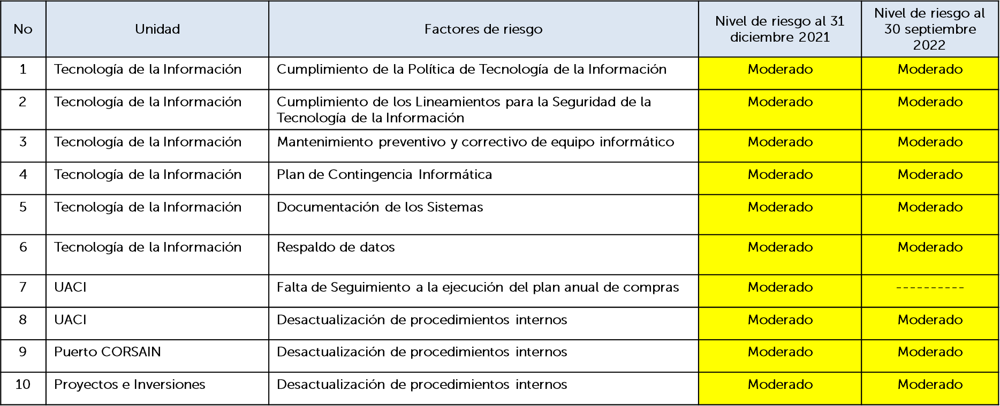 No Unidad Factores de riesgo Nivel de riesgo al 31 diciembre 2021 Nivel de riesgo al 30 septiembre 2022
1 Tecnología de la Información Cumplimiento de la Política de Tecnología de la Información Moderado Moderado
2 Tecnología de la Información Cumplimiento de los Lineamientos para la Seguridad de la Tecnología de la Información Moderado Moderado
3 Tecnología de la Información Mantenimiento preventivo y correctivo de equipo informático Moderado Moderado
4 Tecnología de la Información Plan de Contingencia Informática Moderado Moderado
5 Tecnología de la Información Documentación de los Sistemas Moderado Moderado
6 Tecnología de la Información Respaldo de datos Moderado Moderado
7 UACI Falta de Seguimiento a la ejecución del plan anual de compras Moderado ----------
8 UACI Desactualización de procedimientos internos Moderado Moderado
9 Puerto CORSAIN Desactualización de procedimientos internos Moderado Moderado
10 Proyectos e Inversiones Desactualización de procedimientos internos Moderado Moderado